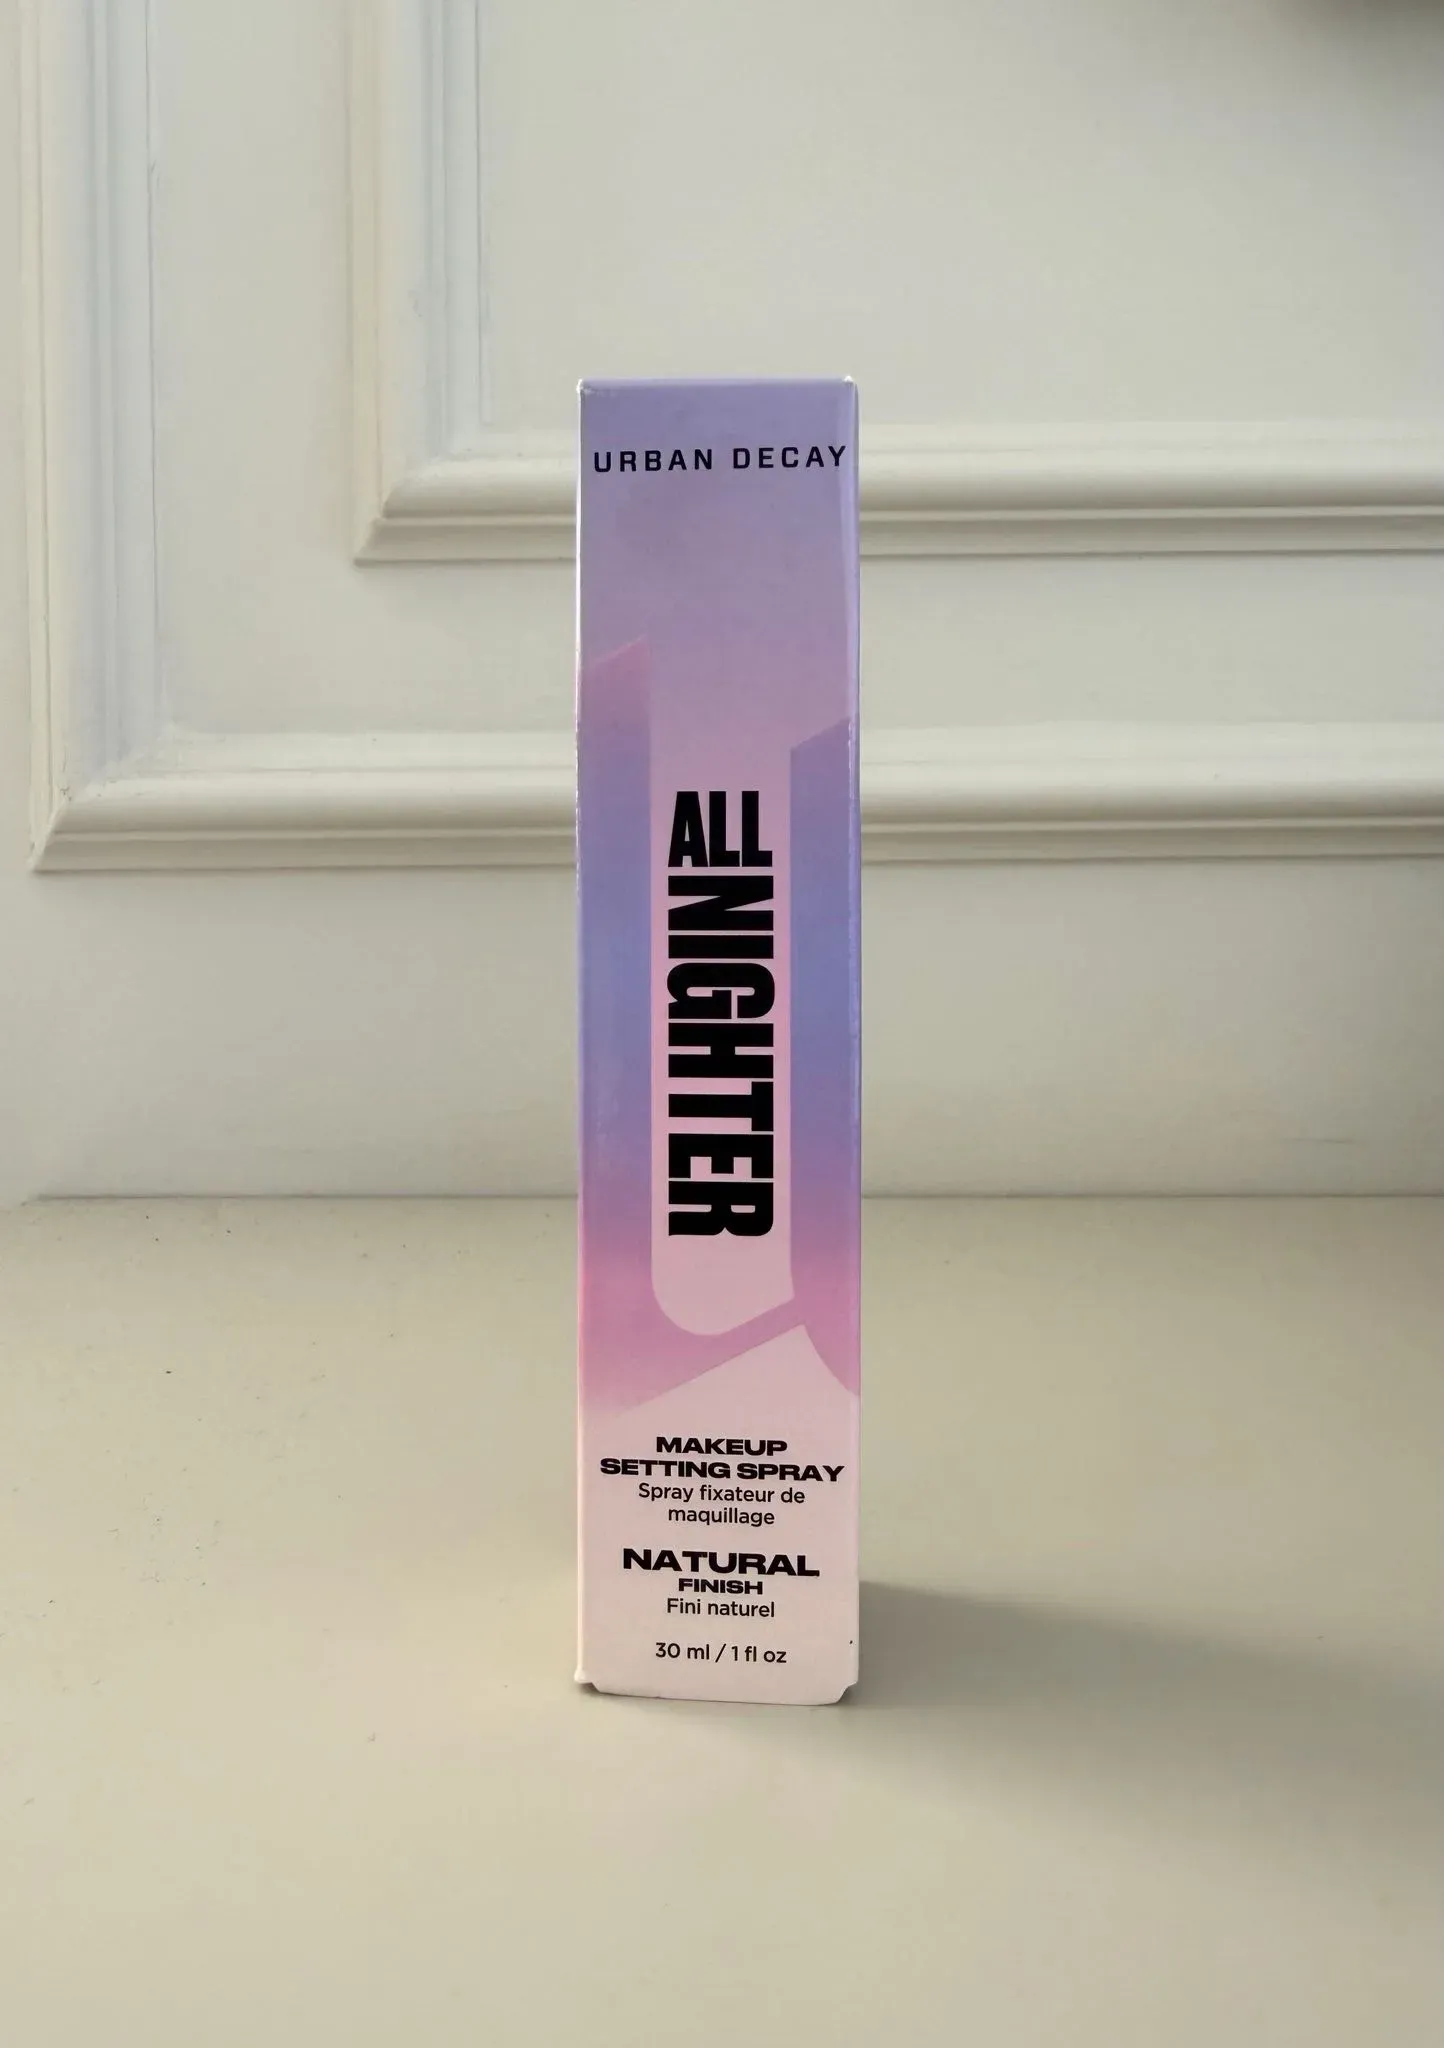 URBAN DECAY
ALL
NIGHTER
MAKEUP
SETTING SPRAY
Spray fixateur de
maquillage
NATURAL
FINISH
Fini naturel
30 ml / 1 fl oz